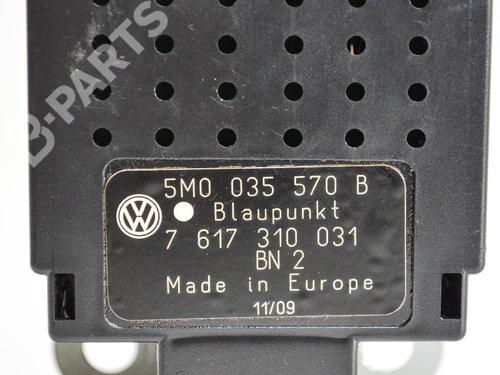 B-PARTS
5M0 035 570 B
Blaupunkt
7 617 310 031
BN 2
Made in Europe
11/09